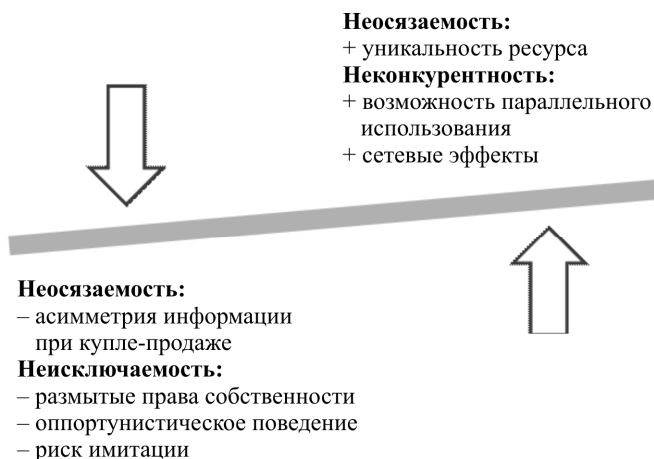 Неосязаемость:
+ уникальность ресурса
Неконкурентность:
+ возможность параллельного
использования
+ сетевые эффекты
Неосязаемость:
– асимметрия информации
при купле-продаже
Неисключаемость:
– размытые права собственности
– оппортунистическое поведение
– риск имитации